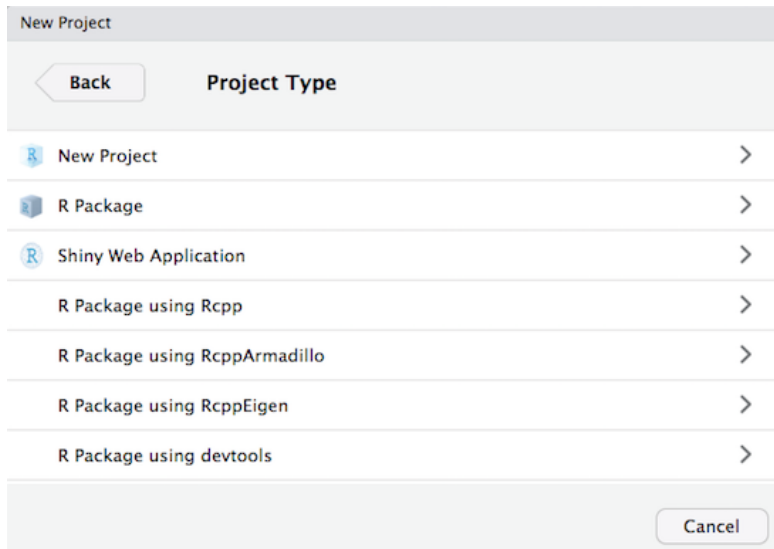 New Project
Back
Project Type
New Project
R Package
Shiny Web Application
R Package using Rcpp
R Package using RcppArmadillo
R Package using RcppEigen
R Package using devtools
Cancel